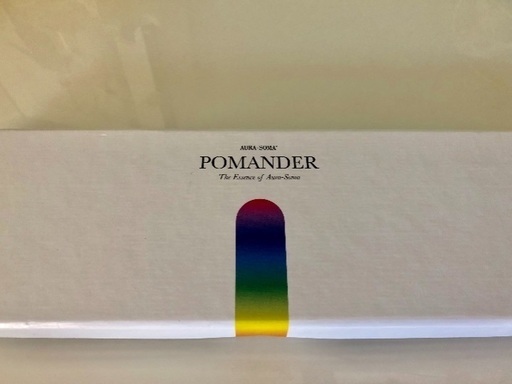 AURA-SOMA®
POMANDER
The Essence of Aura-Soma